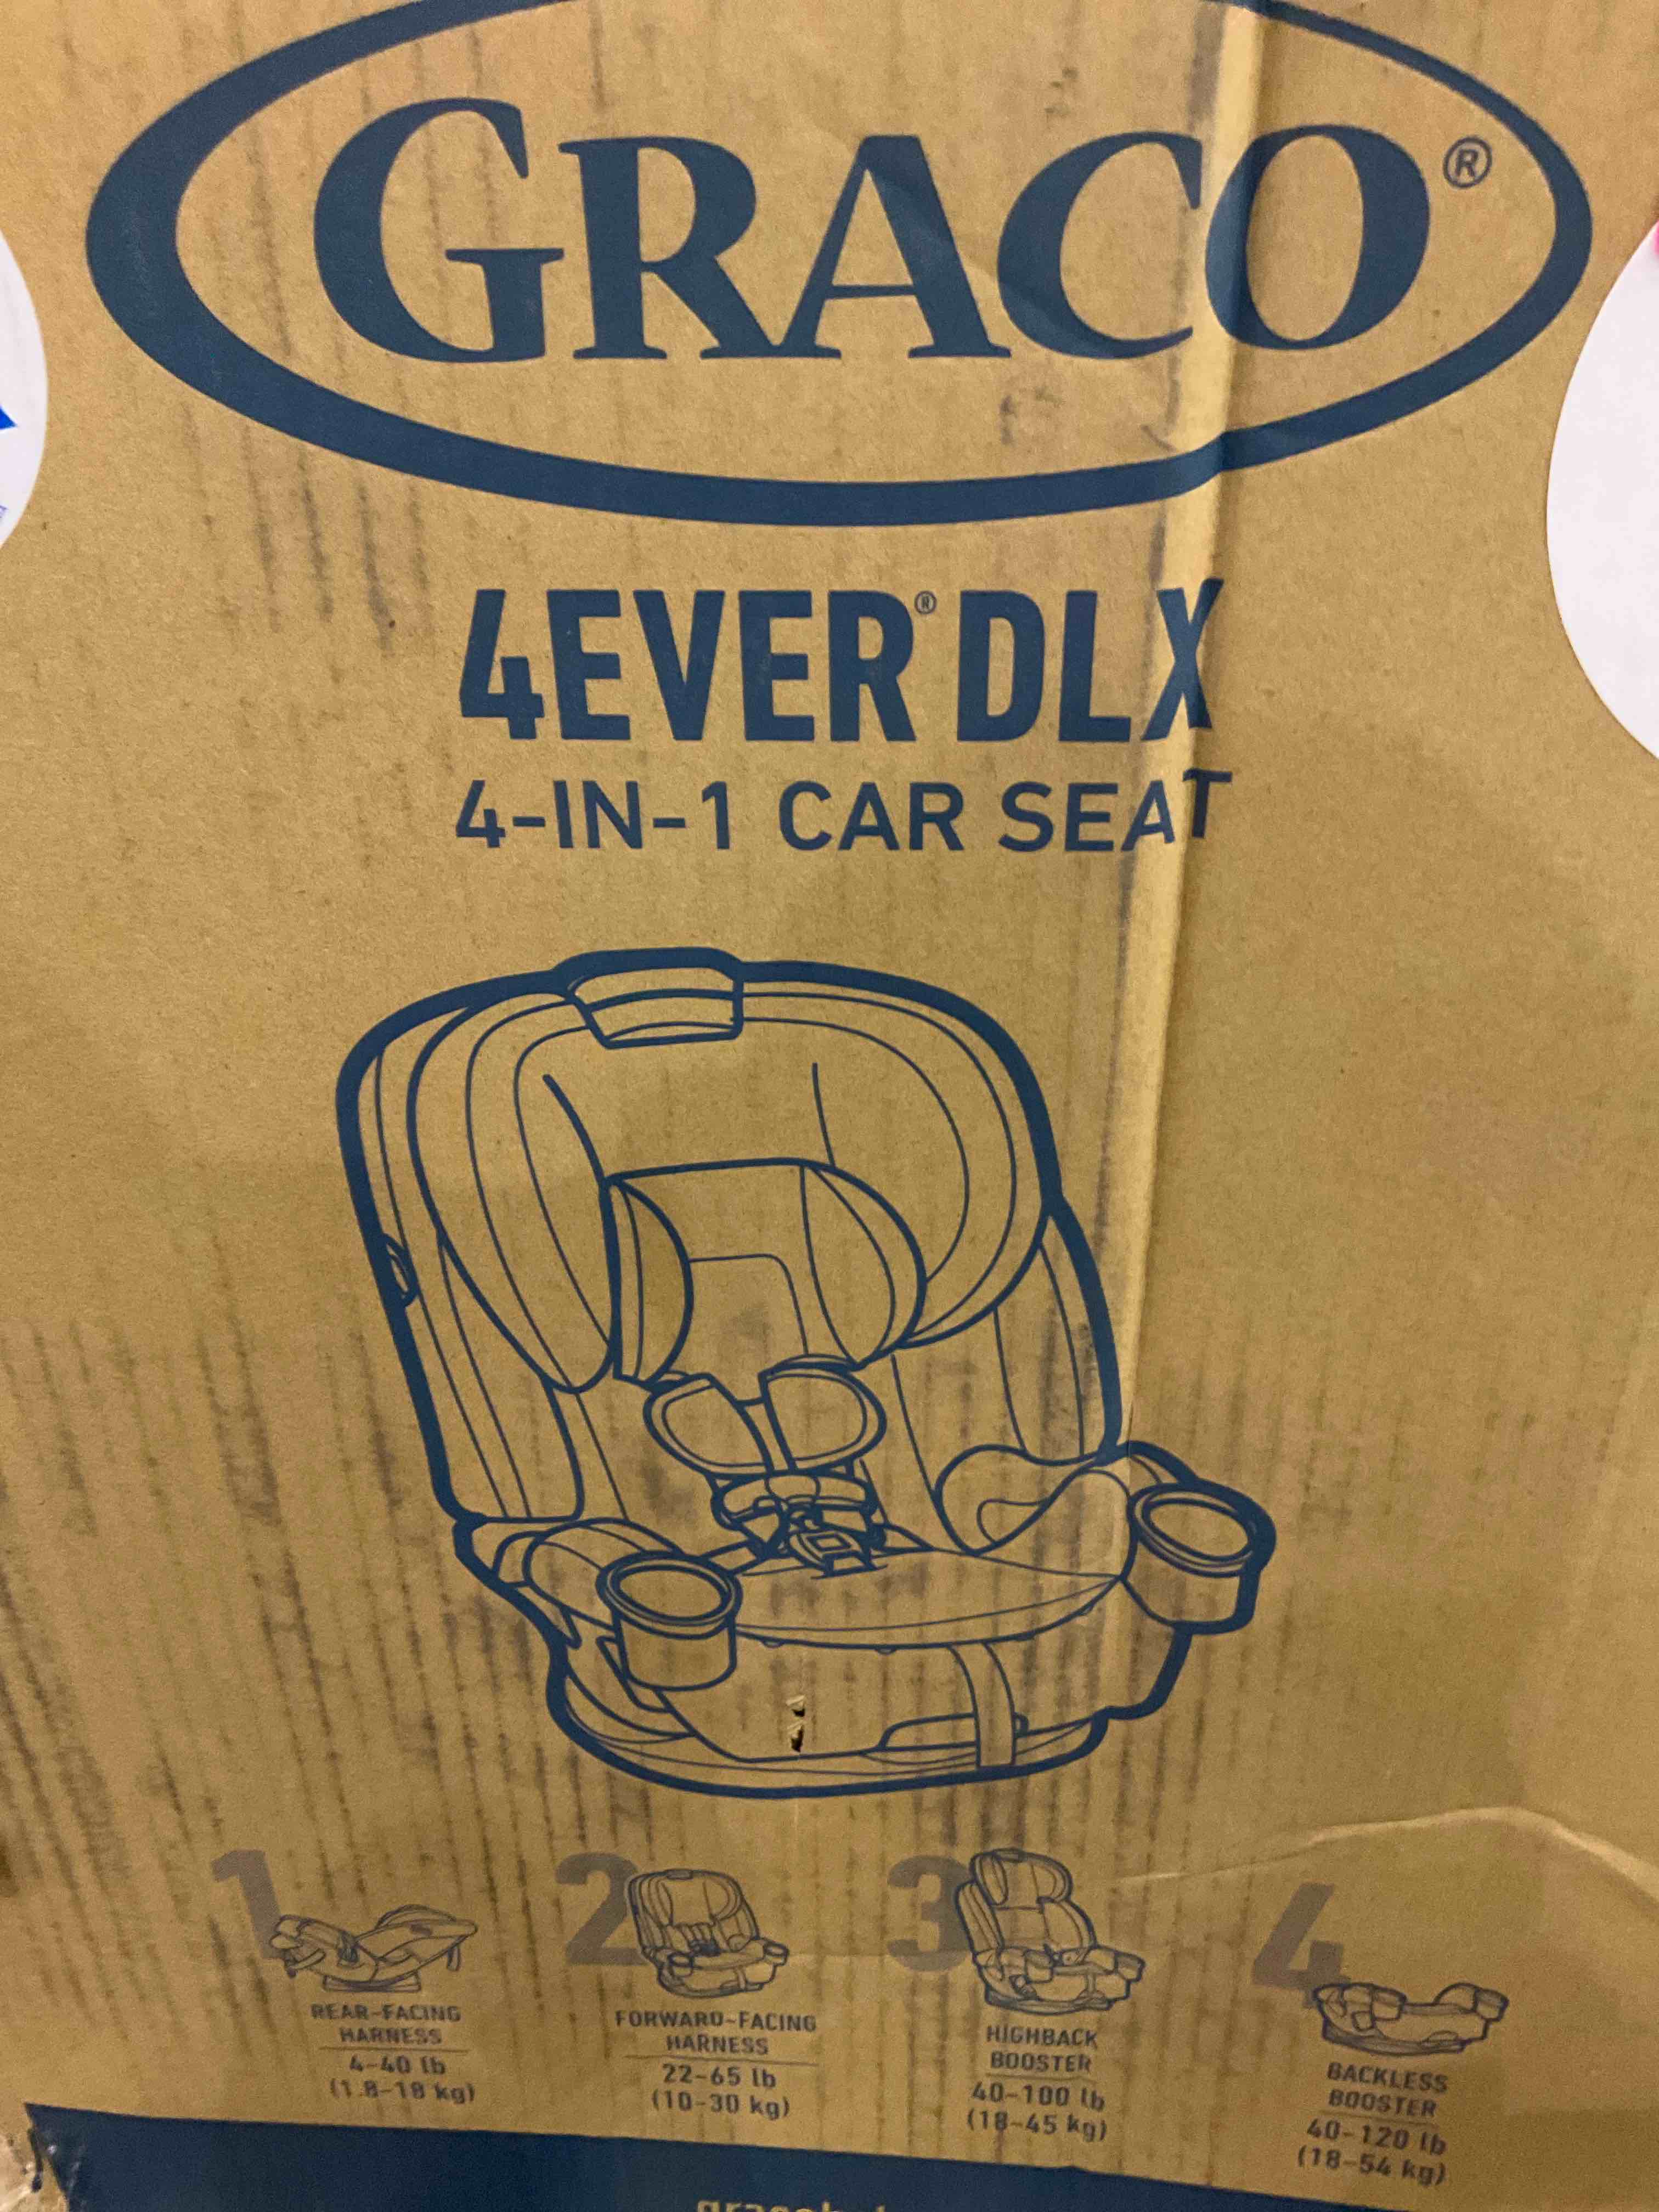 GRACO®
4EVER® DLX
4-IN-1 CAR SEAT
1
REAR-FACING
HARNESS
4-40 lb
(1.8-18 kg)
2
FORWARD-FACING
HARNESS
22-65 lb
(10-30 kg)
3
HIGHBACK
BOOSTER
40-100 lb
(18-45 kg)
4
BACKLESS
BOOSTER
40-120 lb
(18-54 kg)